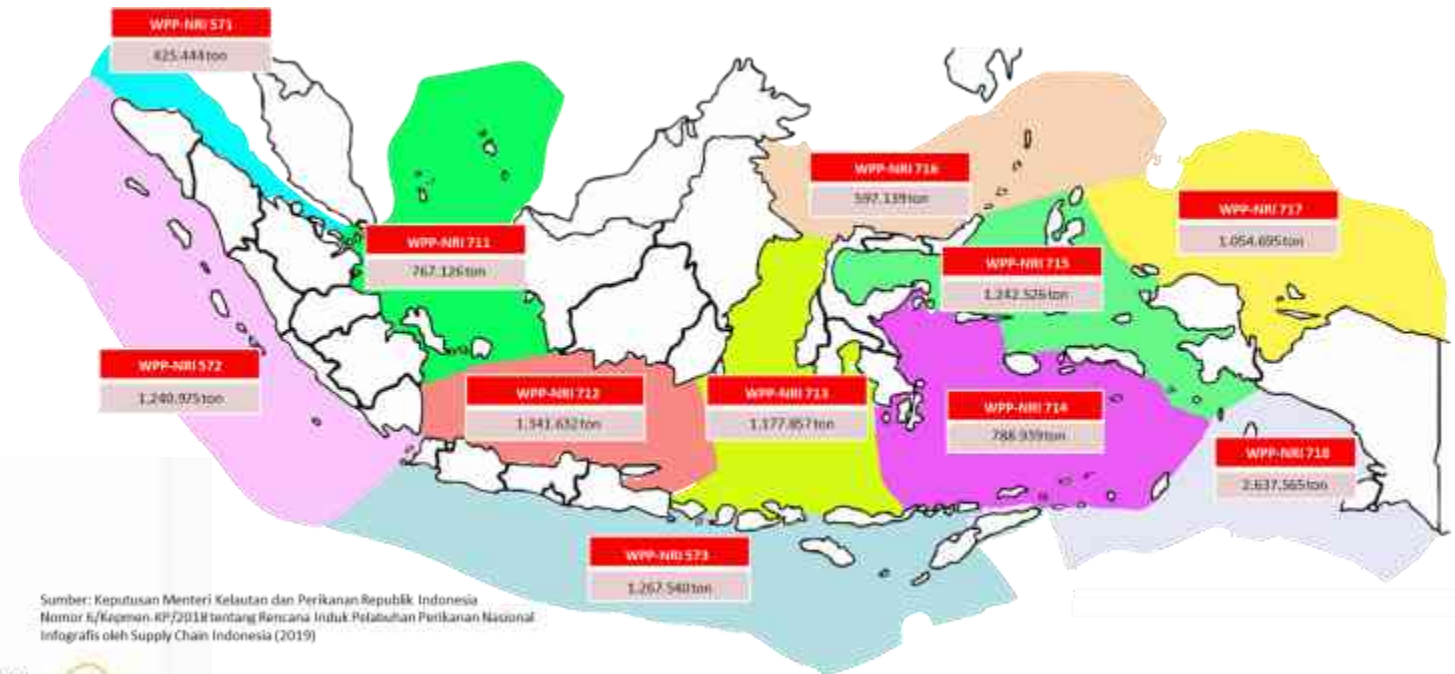 WPP-NRI 571
425.444 ton
WPP-NRI 716
597.139 ton
WPP-NRI 717
1.054.695 ton
WPP-NRI 711
767.126 ton
WPP-NRI 715
1.242.526 ton
WPP-NRI 572
1.240.975 ton
WPP-NRI 712
1.341.632 ton
WPP-NRI 713
1.177.857 ton
WPP-NRI 714
788.939 ton
WPP-NRI 718
2.637.565 ton
WPP-NRI 573
1.267.540 ton
Sumber: Keputusan Menteri Kelautan dan Perikanan Republik Indonesia
Nomor 6/Kepmen-KP/2018 tentang Rencana Induk Pelabuhan Perikanan Nasional
Infografis oleh Supply Chain Indonesia (2019)